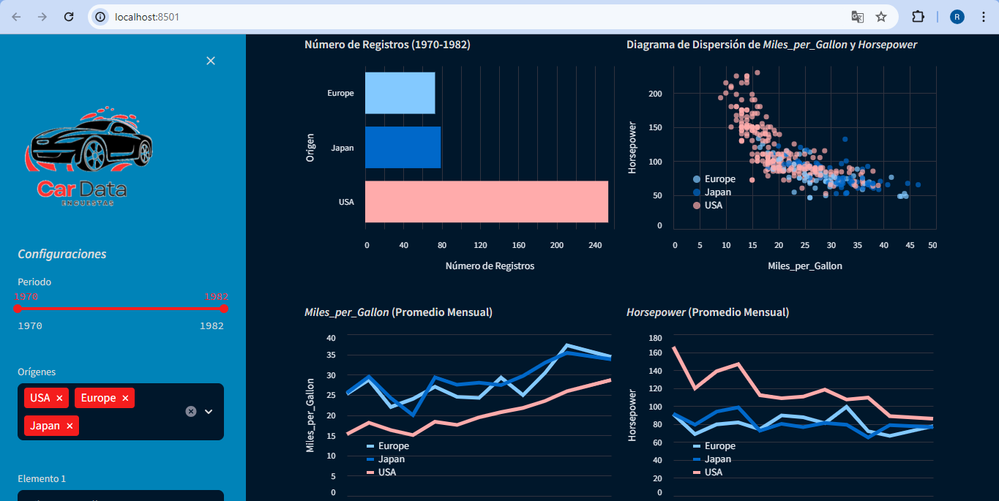 localhost:8501
R
Car Data
ENCUESTAS
Configuraciones
Periodo
1970 1982
1970 1982
Orígenes
USA × Europe ×
Japan ×
Elemento 1
Número de Registros (1970-1982)
Origen
Europe
Japan
USA
0 40 80 120 160 200 240
Número de Registros
Diagrama de Dispersión de Miles_per_Gallon y Horsepower
Horsepower
200
150
100
50
0
Europe
Japan
USA
0 5 10 15 20 25 30 35 40 45 50
Miles_per_Gallon
Miles_per_Gallon (Promedio Mensual)
Miles_per_Gallon
40
35
30
25
20
15
10
5
0
Europe
Japan
USA
Horsepower (Promedio Mensual)
Horsepower
180
160
140
120
100
80
60
40
20
0
Europe
Japan
USA